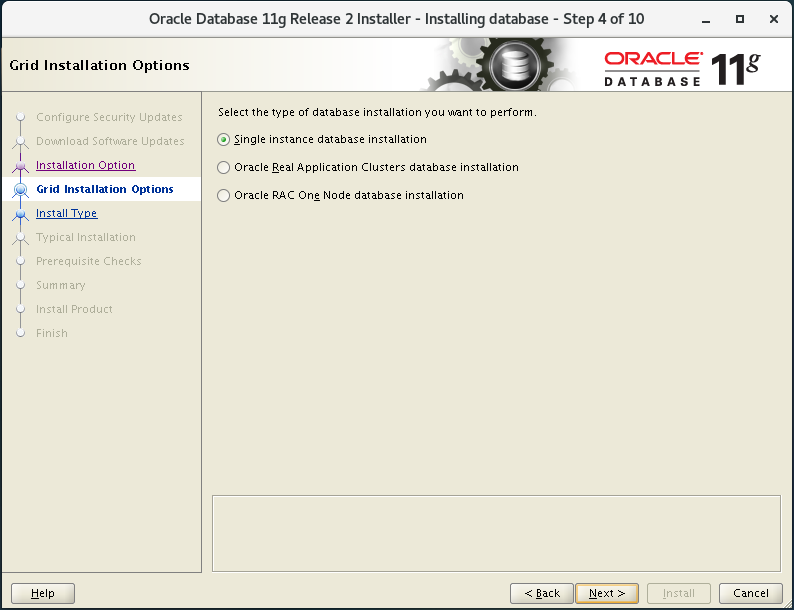 Oracle Database 11g Release 2 Installer - Installing database - Step 4 of 10
Grid Installation Options
ORACLE
DATABASE
11g
Configure Security Updates
Download Software Updates
Installation Option
Grid Installation Options
Install Type
Typical Installation
Prerequisite Checks
Summary
Install Product
Finish
Select the type of database installation you want to perform.
Single instance database installation
Oracle Real Application Clusters database installation
Oracle RAC One Node database installation
Help
< Back
Next >
Install
Cancel